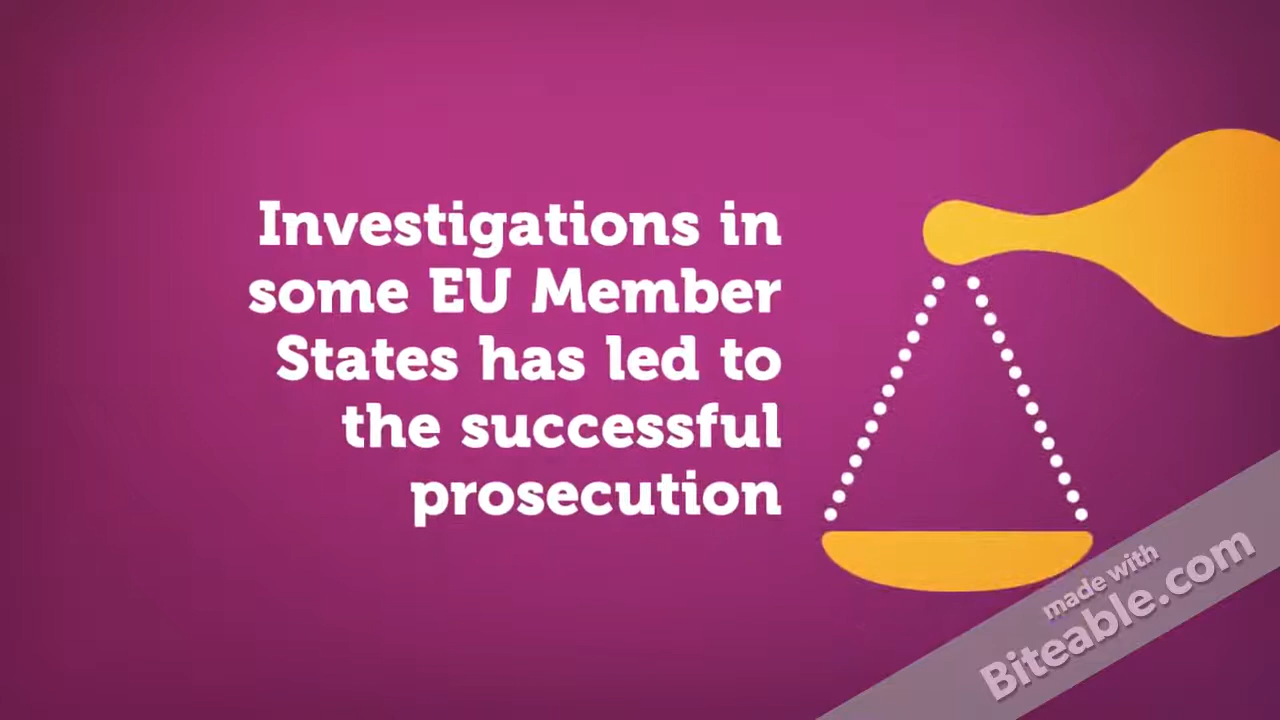 Investigations in
some EU Member
States has led to
the successful
prosecution
made with
Biteable.com